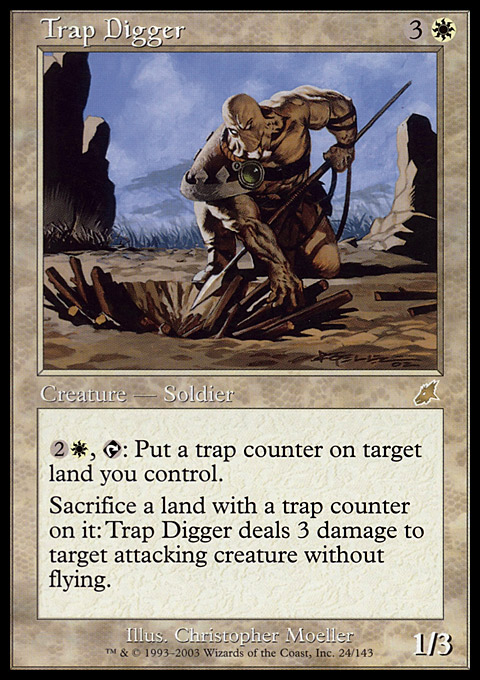 Trap Digger 3
Creature — Soldier
2, : Put a trap counter on target
land you control.
Sacrifice a land with a trap counter
on it: Trap Digger deals 3 damage to
target attacking creature without
flying.
Illus. Christopher Moeller
™ & © 1993-2003 Wizards of the Coast, Inc. 24/143
1/3